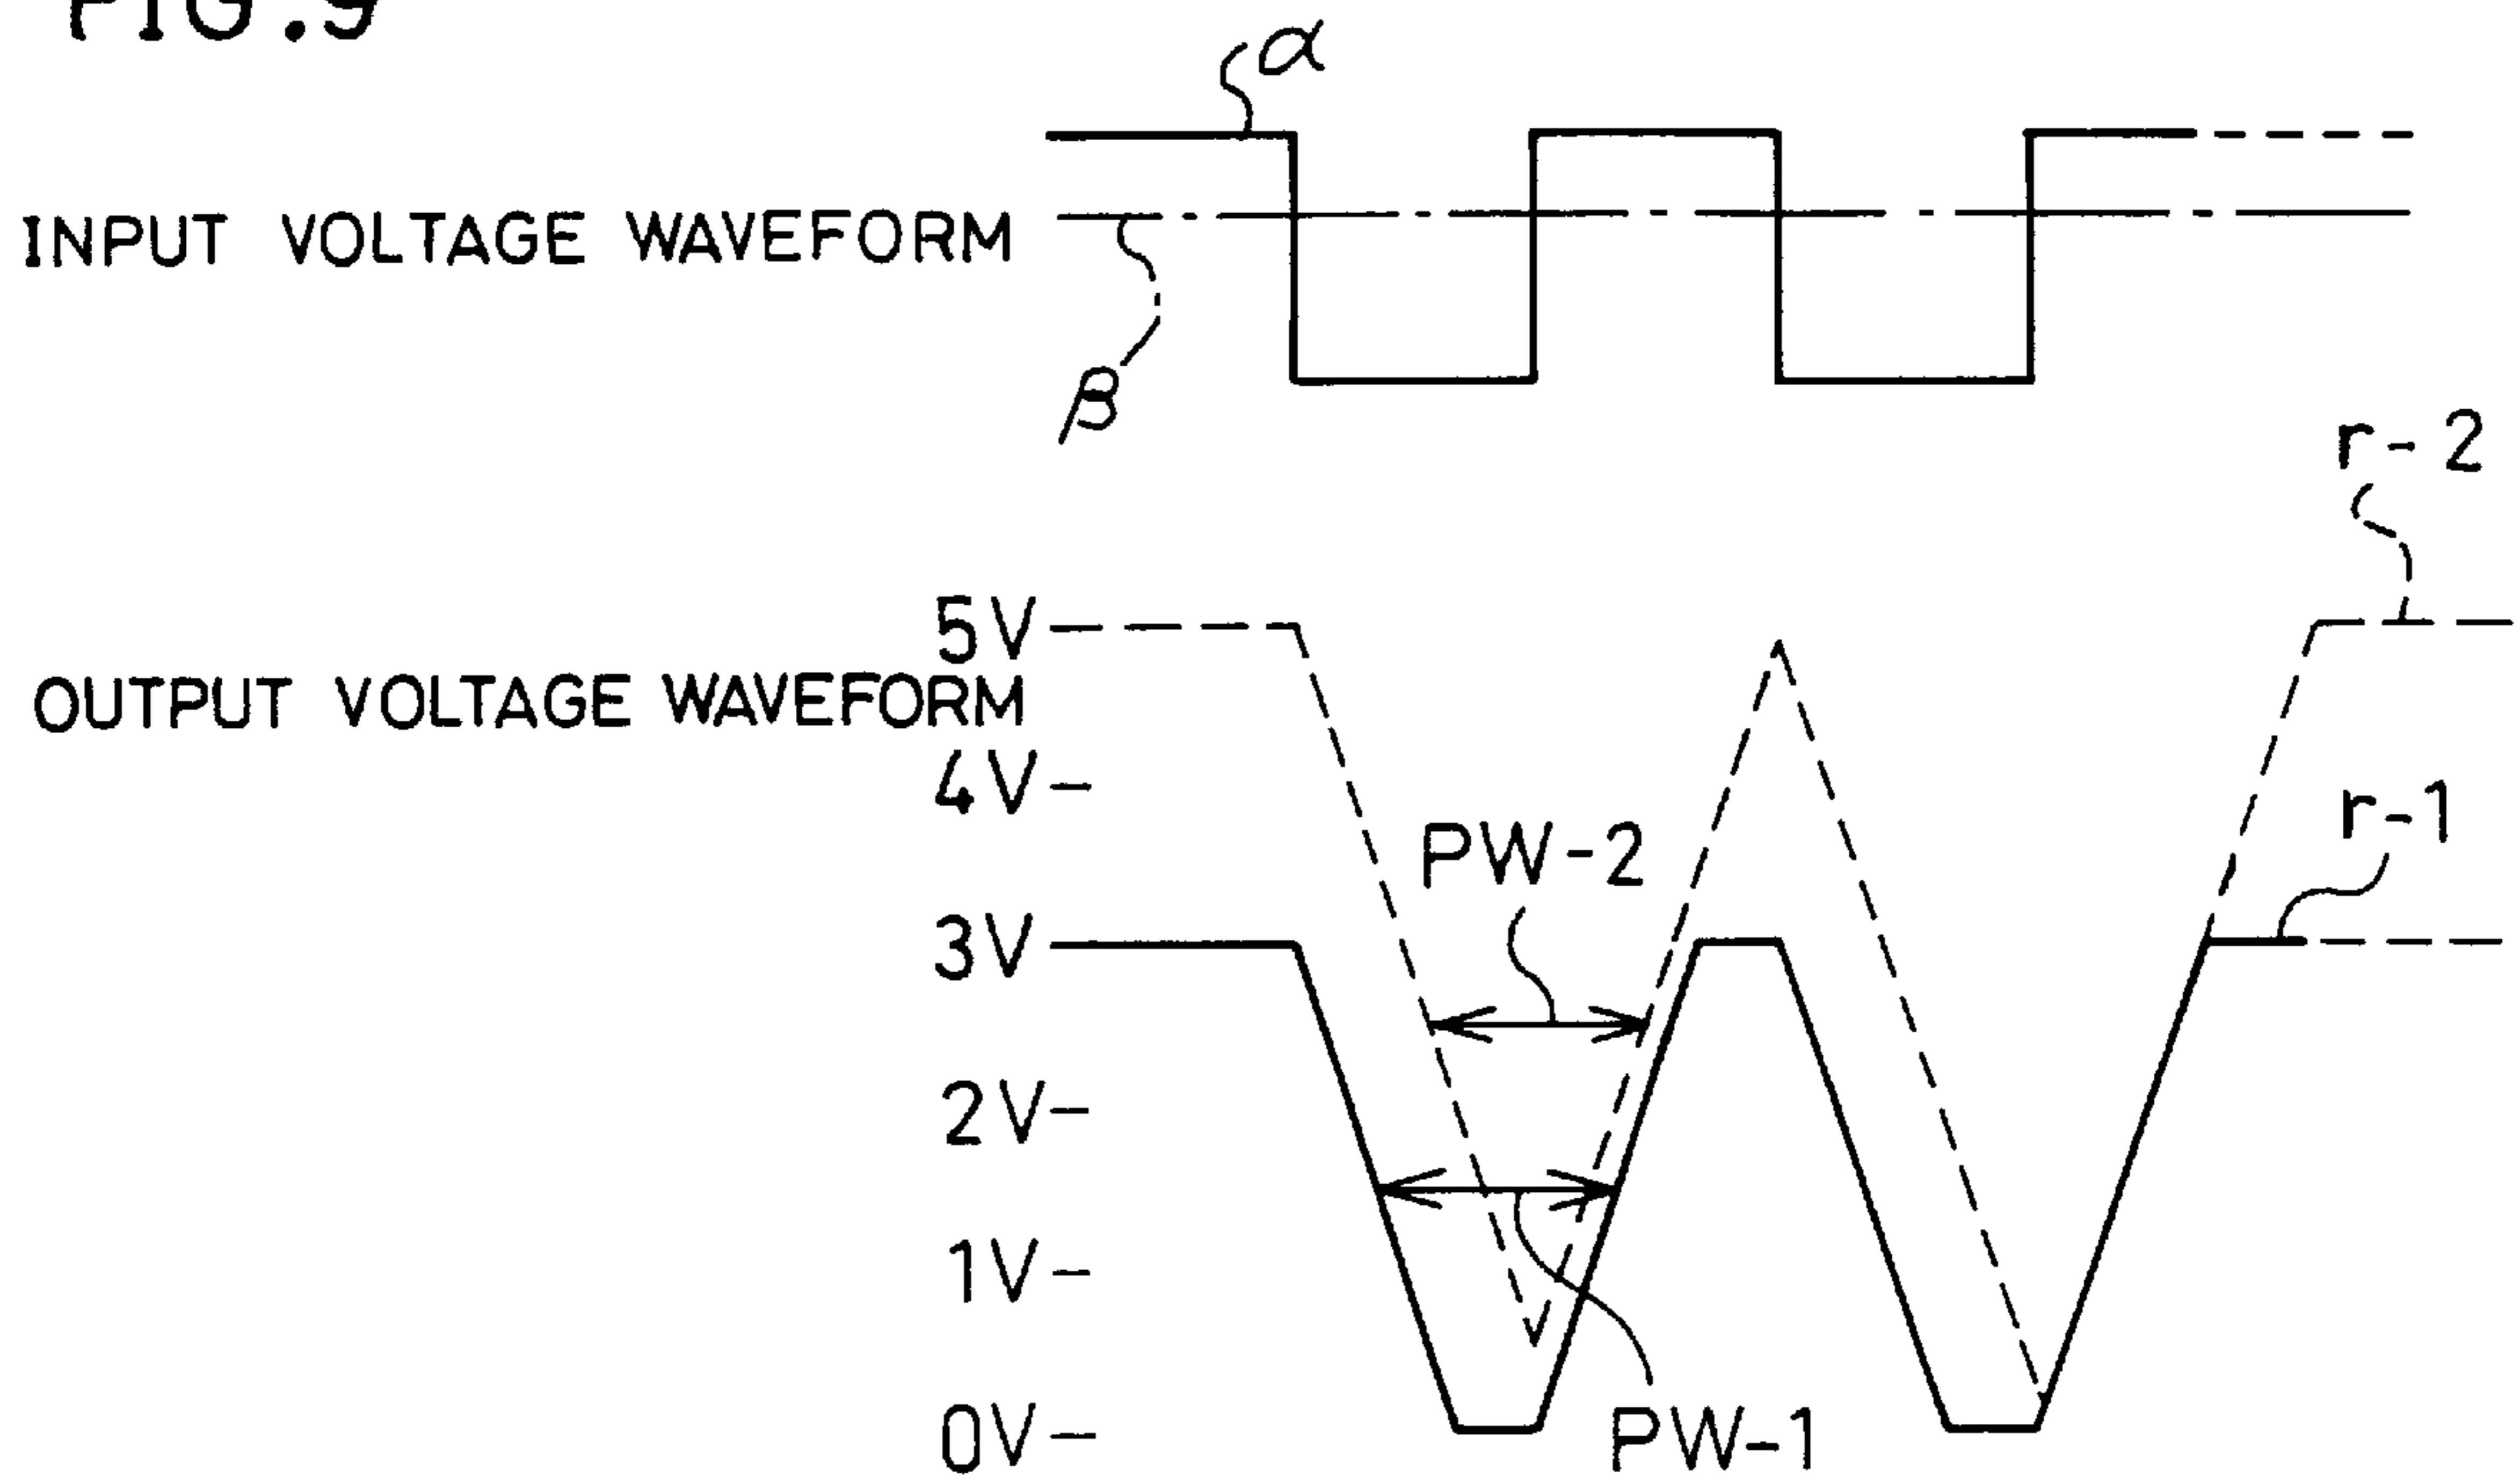 FIG.9
α
INPUT VOLTAGE WAVEFORM
β
r-2
5V
OUTPUT VOLTAGE WAVEFORM
4V
r-1
PW-2
3V
2V
1V
0V
PW-1